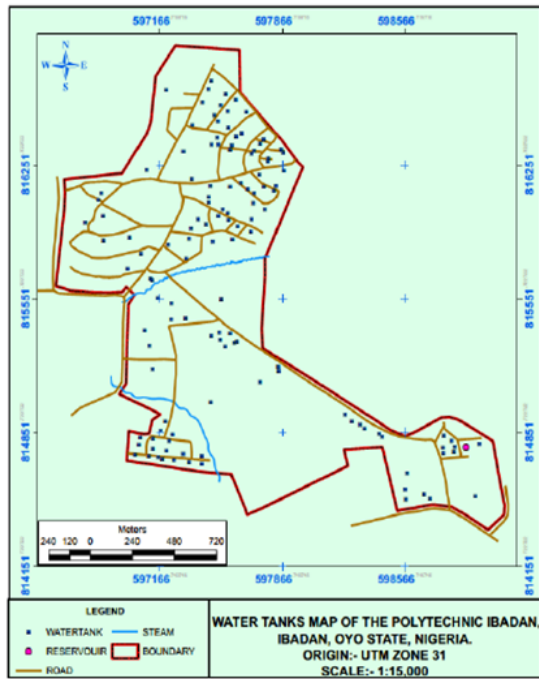 597166 597866 598566
N
W E
S
816251 816251
815551 815551
814851 814851
Meters
240 120 0 240 480 720
814151 814151
597166 597866 598566
LEGEND
WATERTANK STEAM
RESERVOUIR BOUNDARY
ROAD
WATER TANKS MAP OF THE POLYTECHNIC IBADAN,
IBADAN, OYO STATE, NIGERIA.
ORIGIN:- UTM ZONE 31
SCALE:- 1:15,000